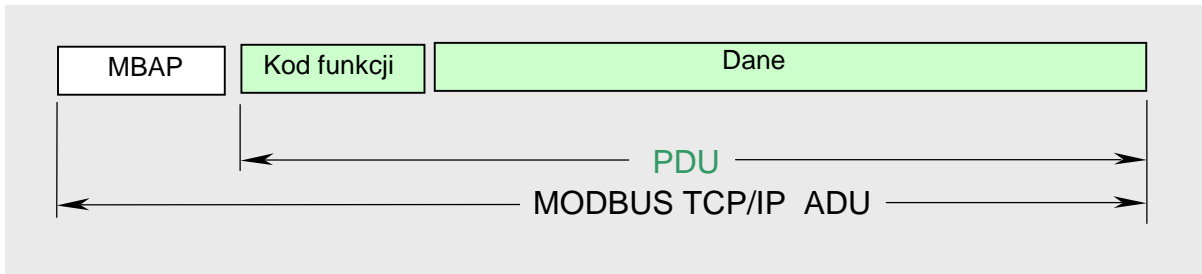 MBAP
Kod funkcji
Dane
PDU
MODBUS TCP/IP ADU